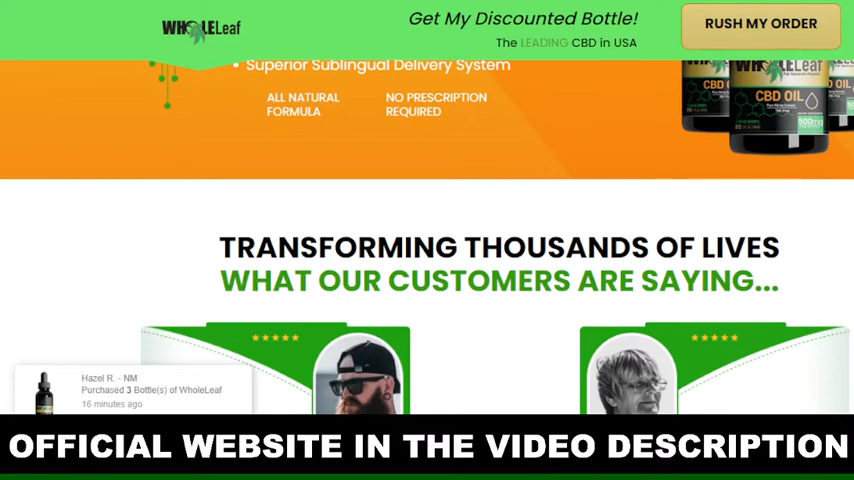 WHOLELeaf
Get My Discounted Bottle!
The LEADING CBD in USA
RUSH MY ORDER
• Superior Sublingual Delivery System
ALL NATURAL
FORMULA
NO PRESCRIPTION
REQUIRED
WHOLELeaf
CBD OIL
500mg
TRANSFORMING THOUSANDS OF LIVES
WHAT OUR CUSTOMERS ARE SAYING...
Hazel R. - NM
Purchased 3 Bottle(s) of WholeLeaf
16 minutes ago
OFFICIAL WEBSITE IN THE VIDEO DESCRIPTION